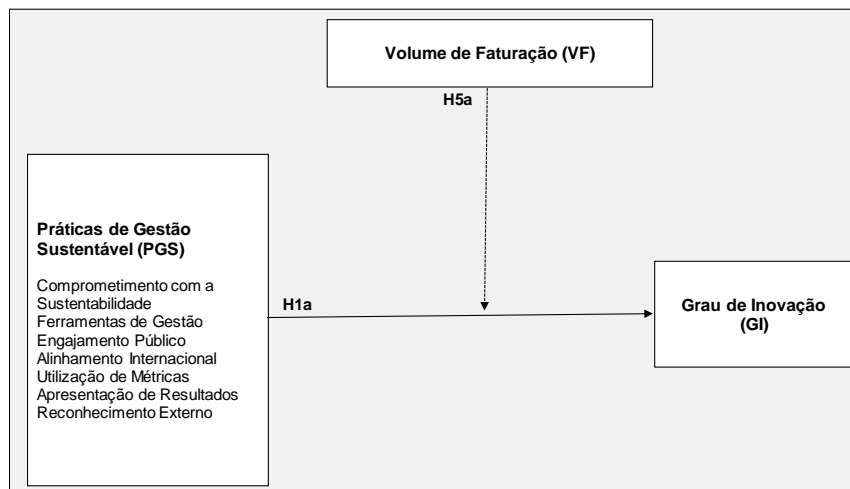 Volume de Faturação (VF)
H5a
Práticas de Gestão
Sustentável (PGS)
Comprometimento com a
Sustentabilidade
Ferramentas de Gestão
Engajamento Público
Alinhamento Internacional
Utilização de Métricas
Apresentação de Resultados
Reconhecimento Externo
H1a
Grau de Inovação
(GI)